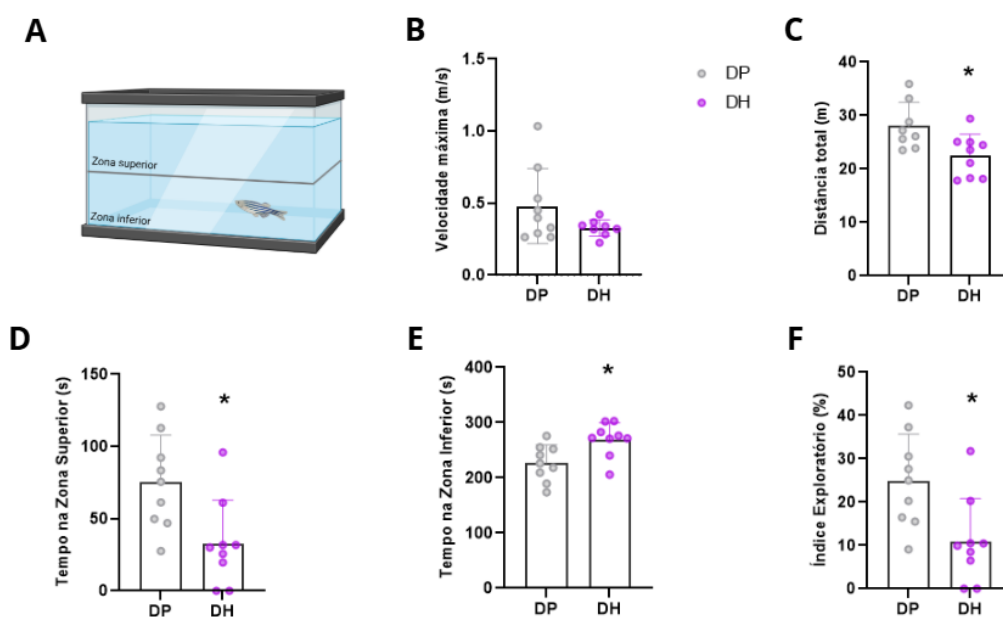 A
Zona superior
Zona inferior
B
Velocidade máxima (m/s)
1.5
1.0
0.5
0.0
DP
DH
DP
DH
C
Distância total (m)
40
30
20
10
0
*
DP
DH
D
Tempo na Zona Superior (s)
150
100
50
0
*
DP
DH
E
Tempo na Zona Inferior (s)
400
300
200
100
0
*
DP
DH
F
Índice Exploratório (%)
50
40
30
20
10
0
*
DP
DH